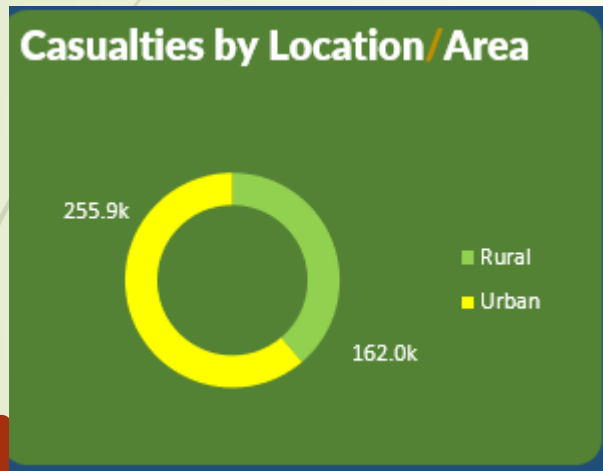 Casualties by Location/Area
255.9k
Rural
Urban
162.0k